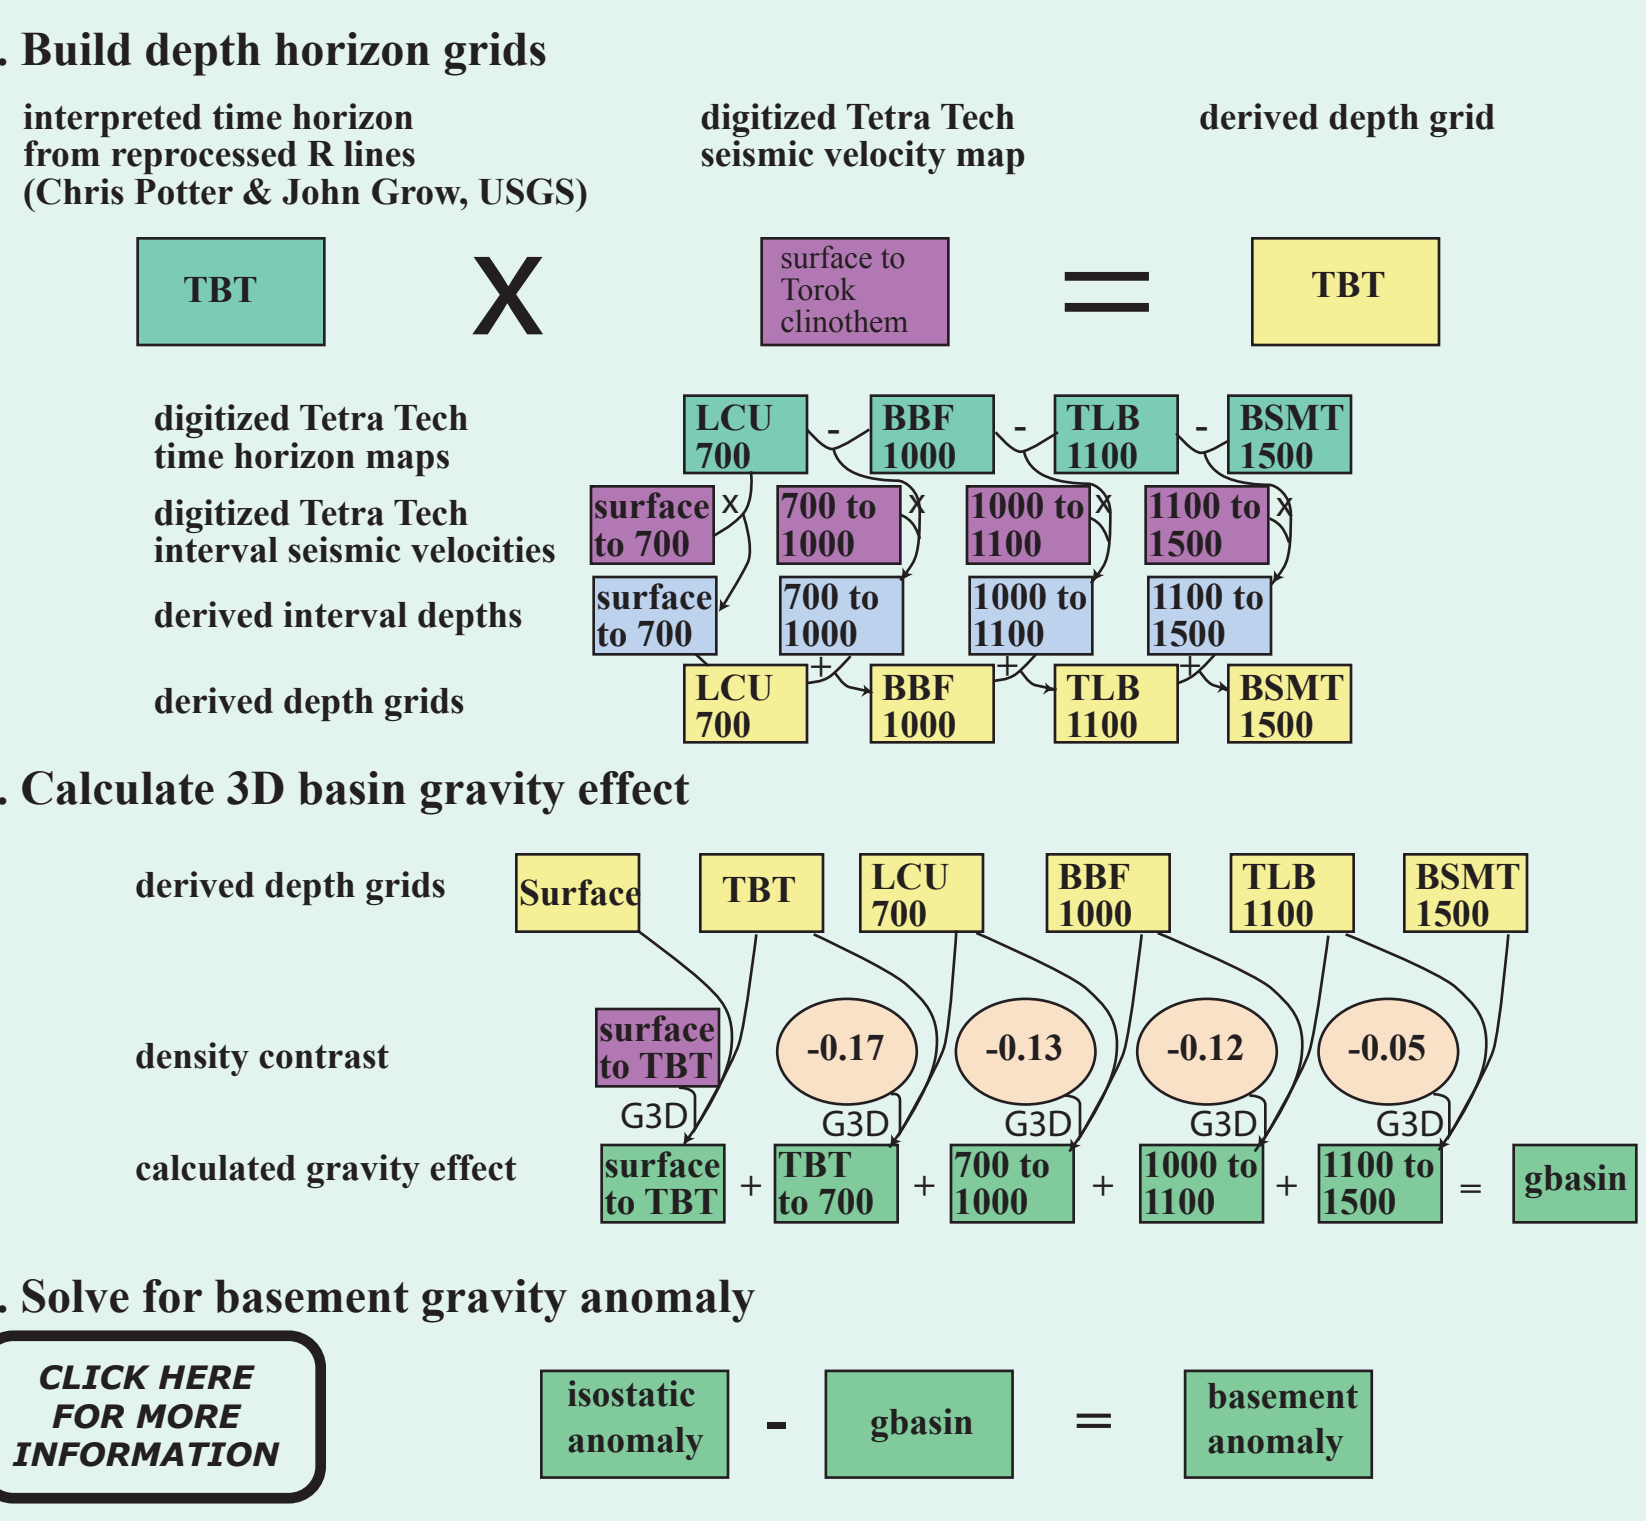 . Build depth horizon grids
interpreted time horizon
from reprocessed R lines
(Chris Potter & John Grow, USGS)
digitized Tetra Tech
seismic velocity map
derived depth grid
TBT
X
surface to
Torok
clinothem
=
TBT
digitized Tetra Tech
time horizon maps
LCU
700
-
BBF
1000
-
TLB
1100
-
BSMT
1500
digitized Tetra Tech
interval seismic velocities
surface
to 700
x
700 to
1000
x
1000 to
1100
x
1100 to
1500
x
derived interval depths
surface
to 700
700 to
1000
1000 to
1100
1100 to
1500
+
+
+
derived depth grids
LCU
700
BBF
1000
TLB
1100
BSMT
1500
. Calculate 3D basin gravity effect
derived depth grids
Surface
TBT
LCU
700
BBF
1000
TLB
1100
BSMT
1500
density contrast
surface
to TBT
-0.17
-0.13
-0.12
-0.05
G3D
G3D
G3D
G3D
G3D
calculated gravity effect
surface
to TBT
+
TBT
to 700
+
700 to
1000
+
1000 to
1100
+
1100 to
1500
=
gbasin
. Solve for basement gravity anomaly
CLICK HERE
FOR MORE
INFORMATION
isostatic
anomaly
-
gbasin
=
basement
anomaly